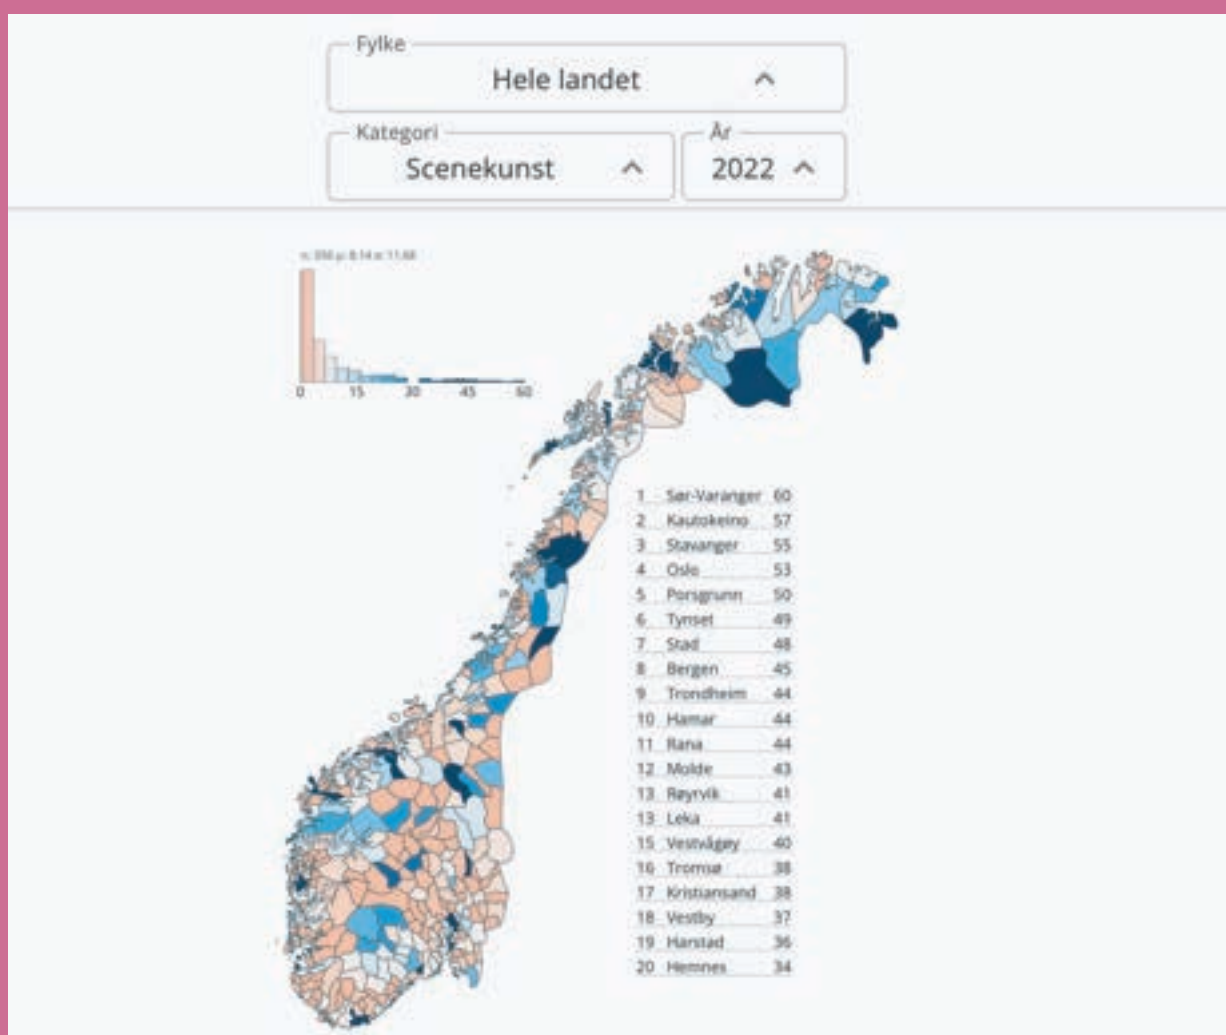 Fylke
Hele landet
Kategori
År
Scenekunst
2022
0 15 30 45 60
1 Sør-Varanger 60
2 Kautokeino 57
3 Stavanger 55
4 Oslo 53
5 Porsgrunn 50
6 Tynset 49
7 Stad 48
8 Bergen 45
9 Trondheim 44
10 Hamar 44
11 Rana 44
12 Molde 43
13 Røyrvik 41
13 Leka 41
15 Vestvågøy 40
16 Tromsø 38
17 Kristiansand 38
18 Vestby 37
19 Harstad 36
20 Hemnes 34